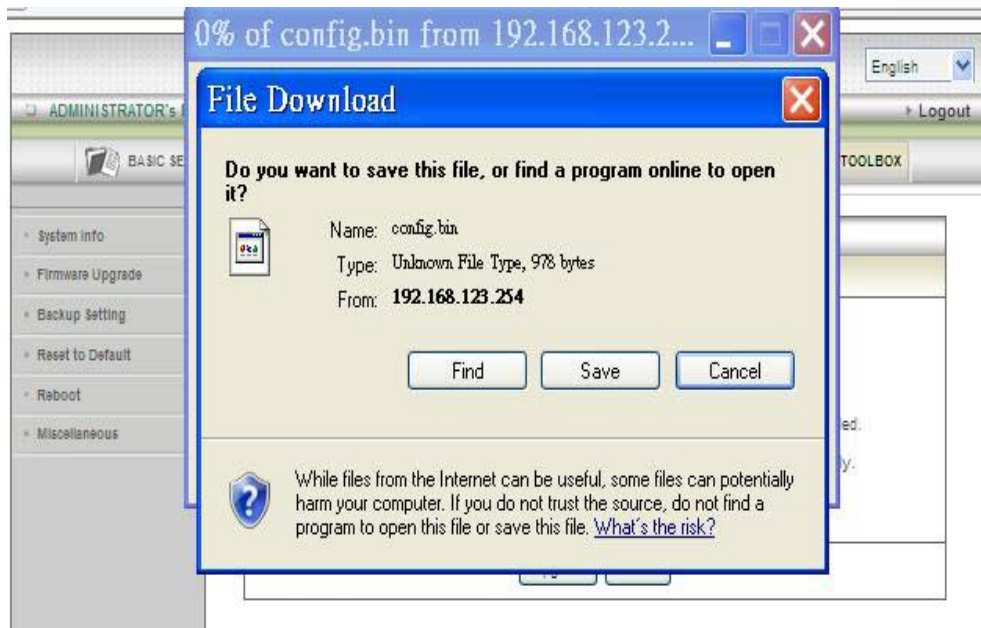 0% of config.bin from 192.168.123.2...
English
ADMINISTRATOR's
Logout
BASIC SE
TOOLBOX
File Download
Do you want to save this file, or find a program online to open
it?
Name: config.bin
Type: Unknown File Type, 978 bytes
From: 192.168.123.254
Find
Save
Cancel
While files from the Internet can be useful, some files can potentially
harm your computer. If you do not trust the source, do not find a
program to open this file or save this file. What's the risk?
System Info
Firmware Upgrade
Backup Setting
Reset to Default
Reboot
Miscellaneous
ed.
y.